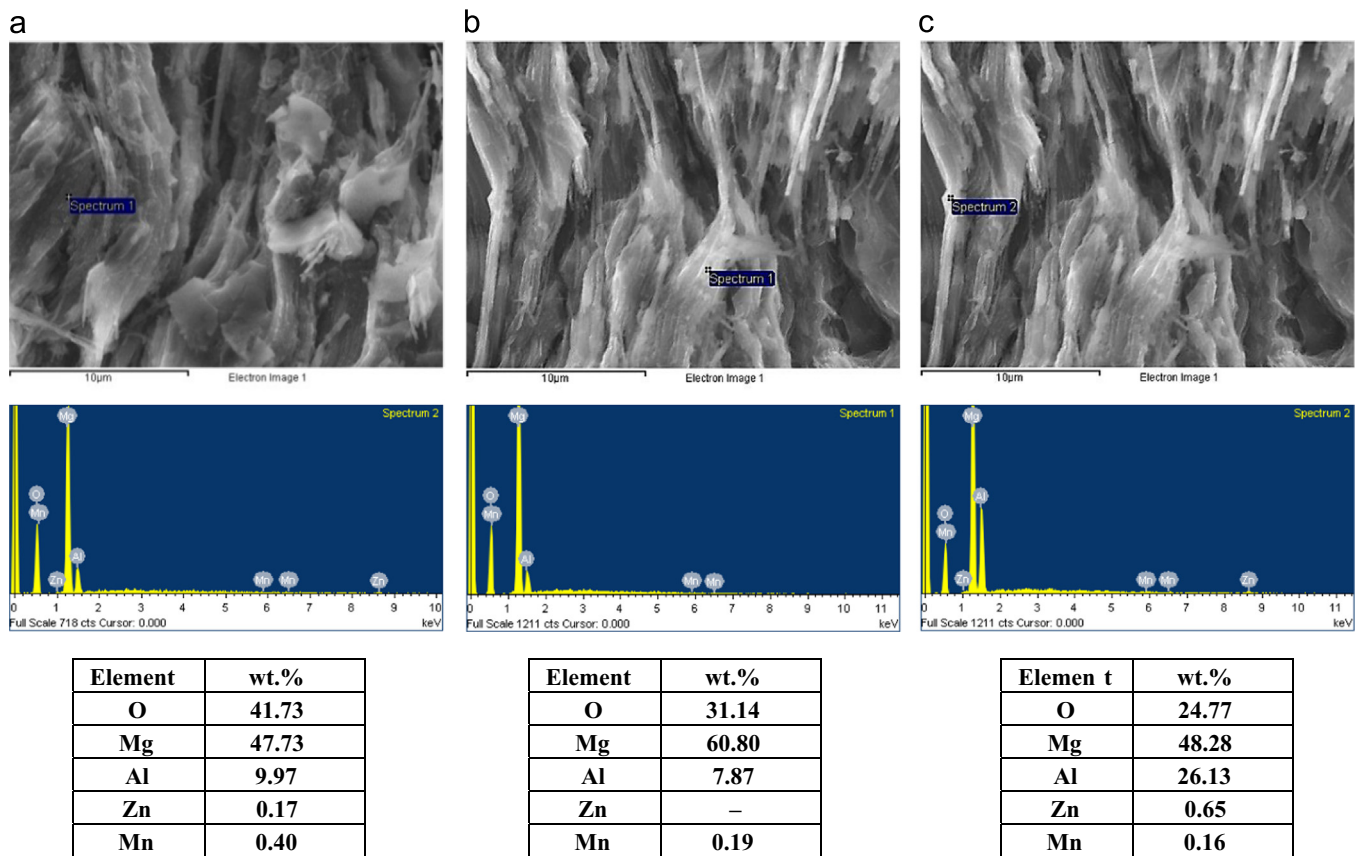 a
b
c
Spectrum 1
10µm
Electron Image 1
Spectrum 1
10µm
Electron Image 1
Spectrum 2
10µm
Electron Image 1
Spectrum 2
Mg
O
Mn
Al
Zn
Mn
Mn
Zn
0 1 2 3 4 5 6 7 8 9 10
Full Scale 718 cts Cursor: 0.000 keV
Spectrum 1
Mg
O
Mn
Al
Mn
Mn
0 1 2 3 4 5 6 7 8 9 10 11
Full Scale 1211 cts Cursor: 0.000 keV
Spectrum 2
Mg
Al
O
Mn
Zn
Mn
Mn
Zn
0 1 2 3 4 5 6 7 8 9 10 11
Full Scale 1211 cts Cursor: 0.000 keV
Element wt.%
O 41.73
Mg 47.73
Al 9.97
Zn 0.17
Mn 0.40
Element wt.%
O 31.14
Mg 60.80
Al 7.87
Zn –
Mn 0.19
Elemen t wt.%
O 24.77
Mg 48.28
Al 26.13
Zn 0.65
Mn 0.16